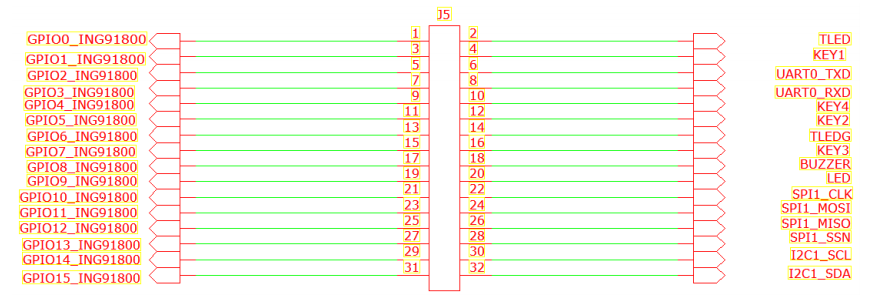 J5
GPIO0_ING91800 1 2 TLED
GPIO1_ING91800 3 4 KEY1
GPIO2_ING91800 5 6 UART0_TXD
GPIO3_ING91800 7 8 UART0_RXD
GPIO4_ING91800 9 10 KEY4
GPIO5_ING91800 11 12 KEY2
GPIO6_ING91800 13 14 TLEDG
GPIO7_ING91800 15 16 KEY3
GPIO8_ING91800 17 18 BUZZER
GPIO9_ING91800 19 20 LED
GPIO10_ING91800 21 22 SPI1_CLK
GPIO11_ING91800 23 24 SPI1_MOSI
GPIO12_ING91800 25 26 SPI1_MISO
GPIO13_ING91800 27 28 SPI1_SSN
GPIO14_ING91800 29 30 I2C1_SCL
GPIO15_ING91800 31 32 I2C1_SDA